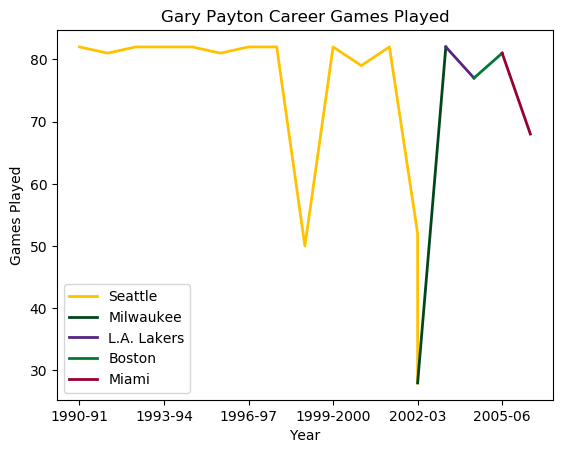 Gary Payton Career Games Played
Games Played
80
70
60
50
40
30
Seattle
Milwaukee
L.A. Lakers
Boston
Miami
1990-91 1993-94 1996-97 1999-2000 2002-03 2005-06
Year